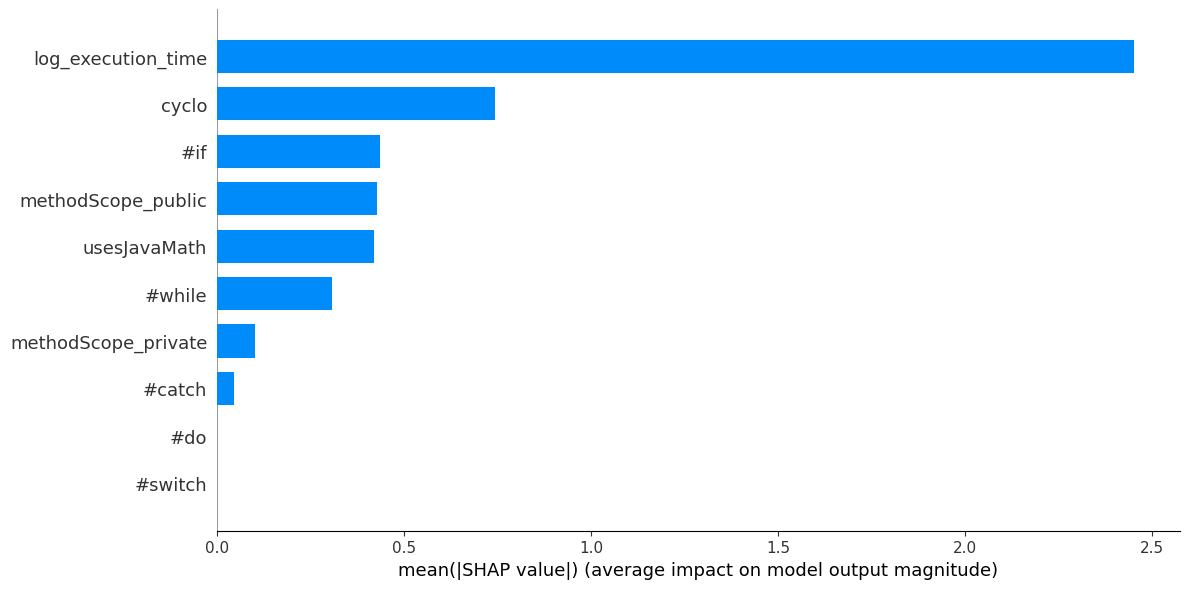 log_execution_time
cyclo
#if
methodScope_public
usesJavaMath
#while
methodScope_private
#catch
#do
#switch
0.0 0.5 1.0 1.5 2.0 2.5
mean(|SHAP value|) (average impact on model output magnitude)